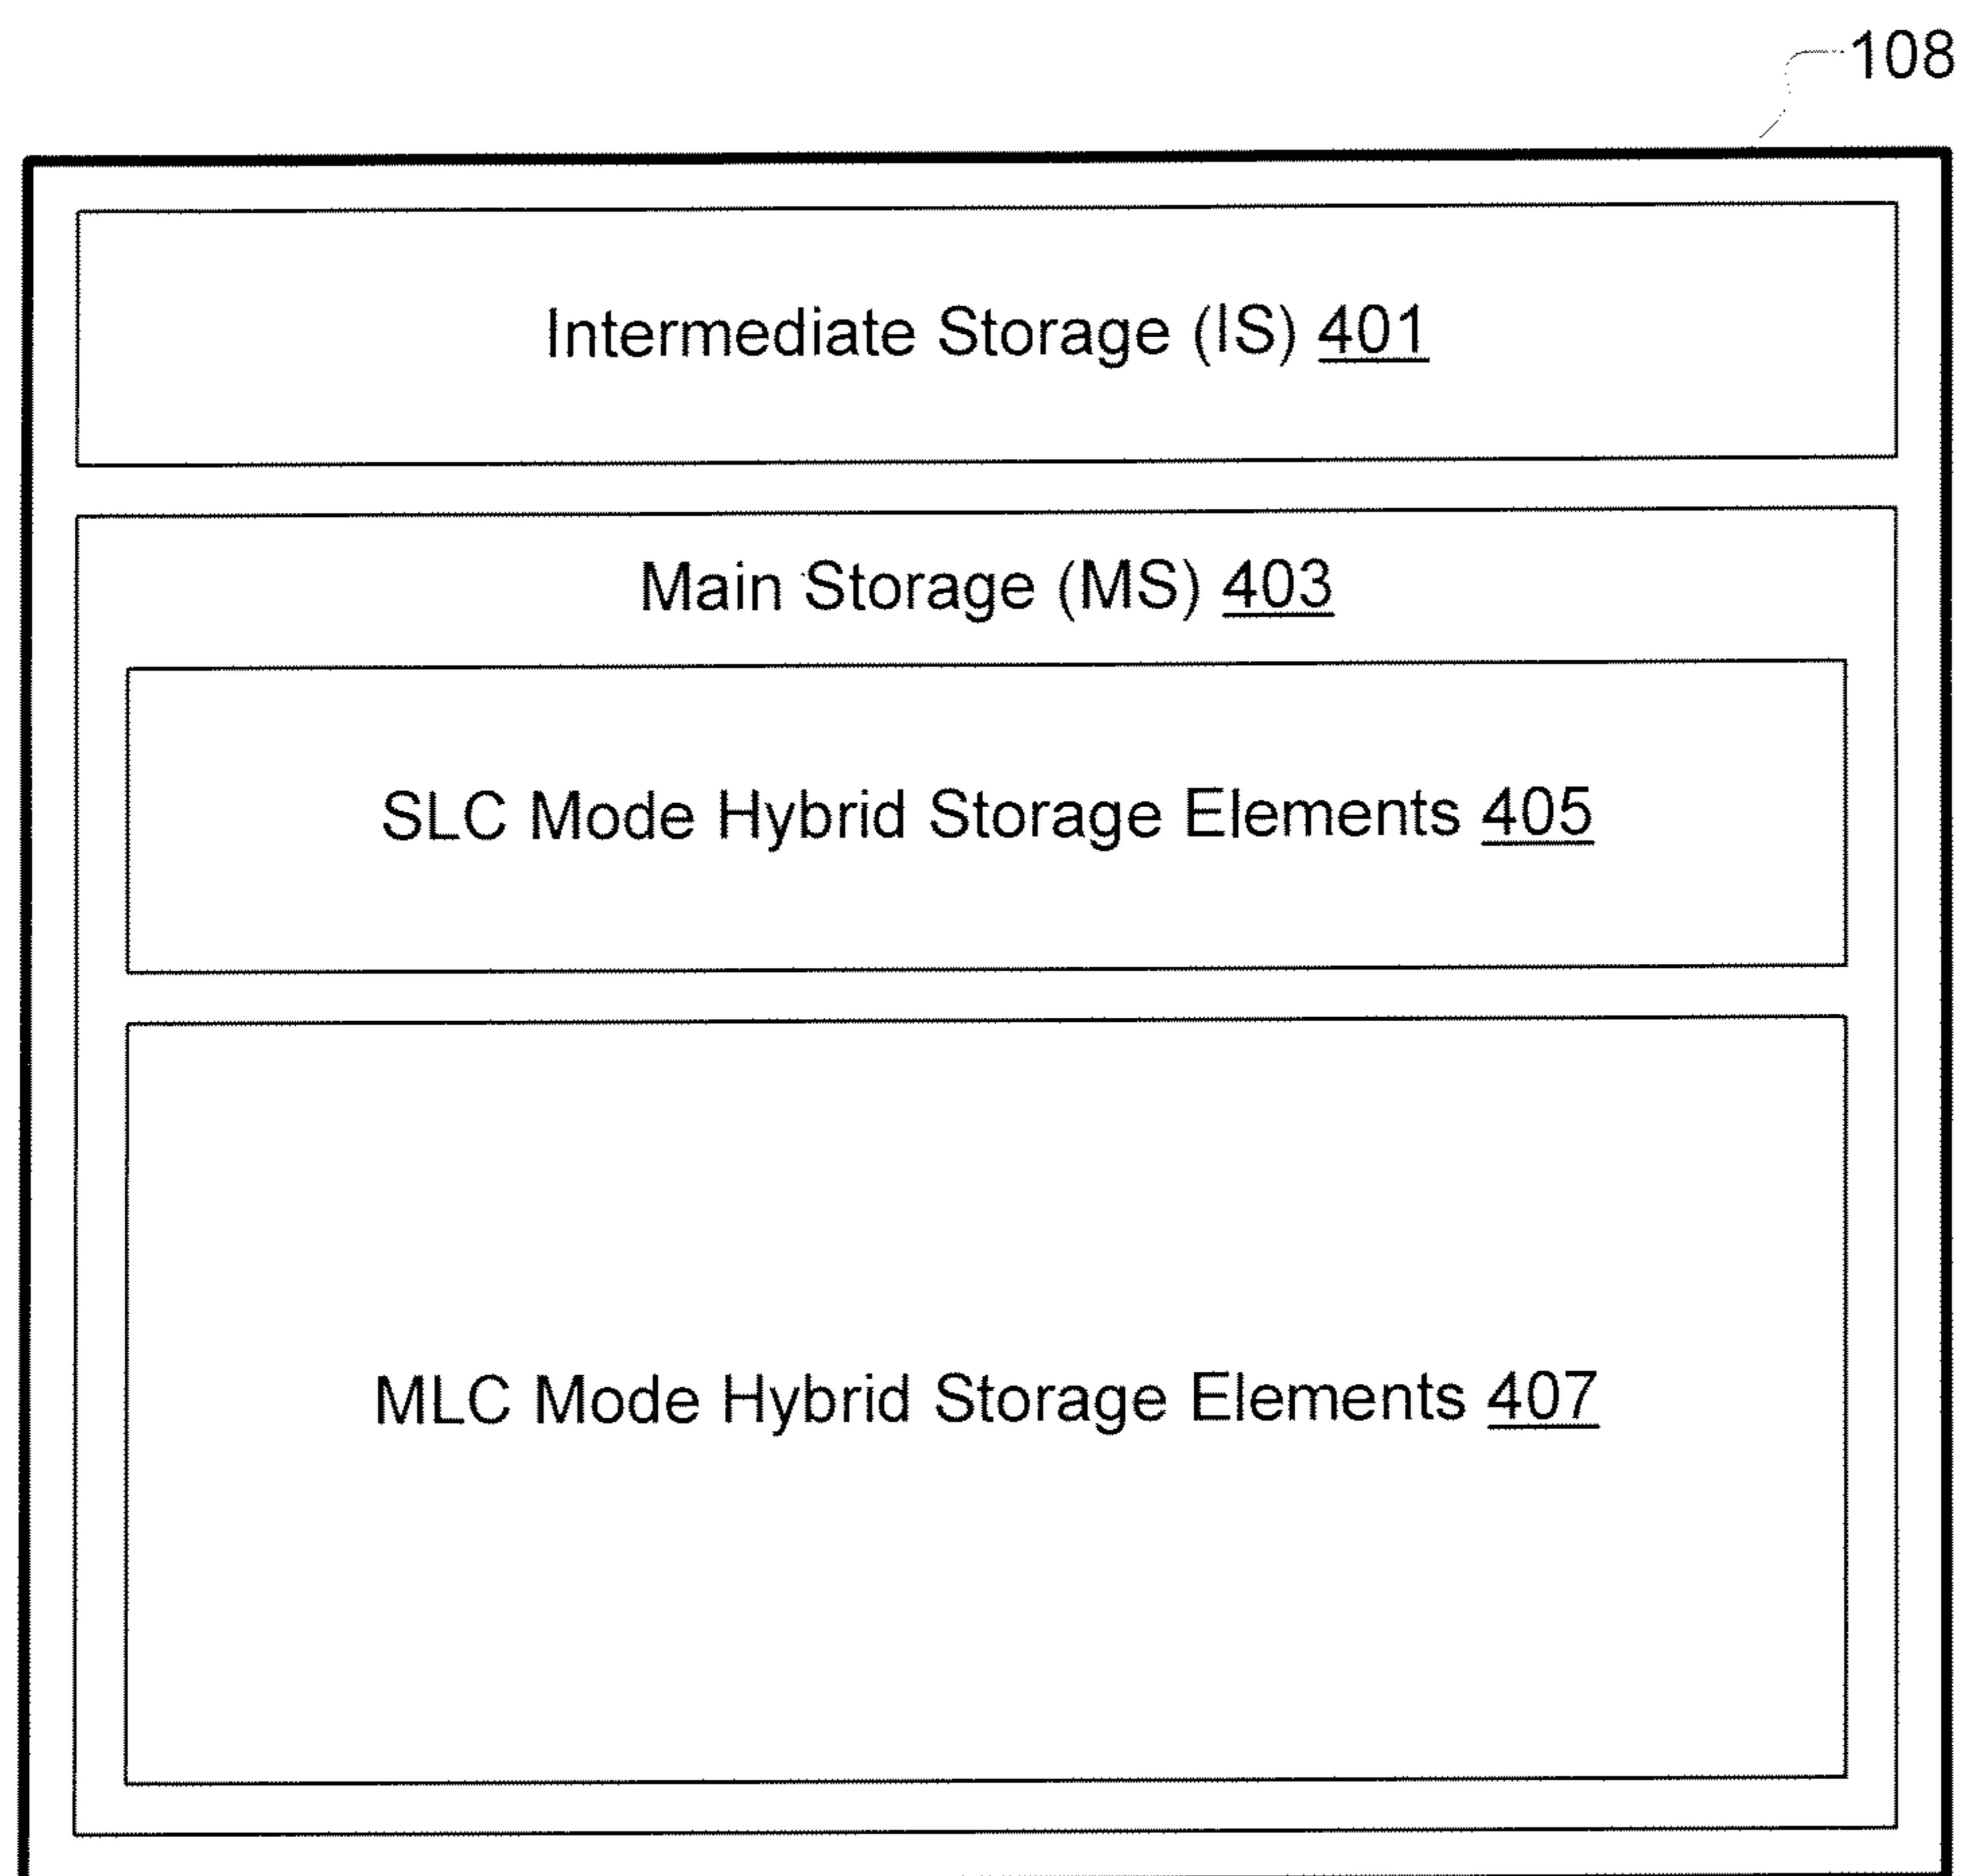 108
Intermediate Storage (IS) 401
Main Storage (MS) 403
SLC Mode Hybrid Storage Elements 405
MLC Mode Hybrid Storage Elements 407